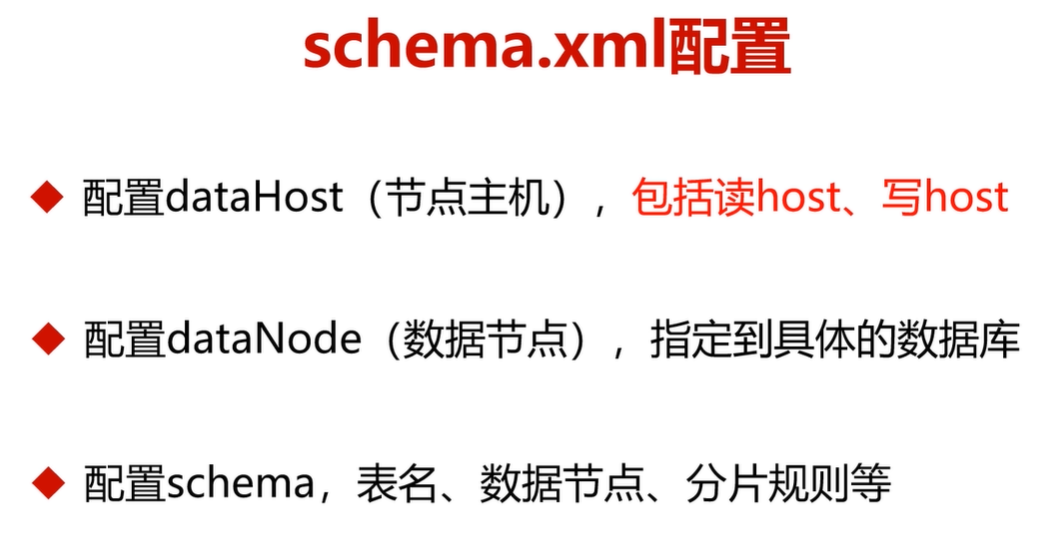 schema.xml配置
配置dataHost（节点主机），包括读host、写host
配置dataNode（数据节点），指定到具体的数据库
配置schema，表名、数据节点、分片规则等